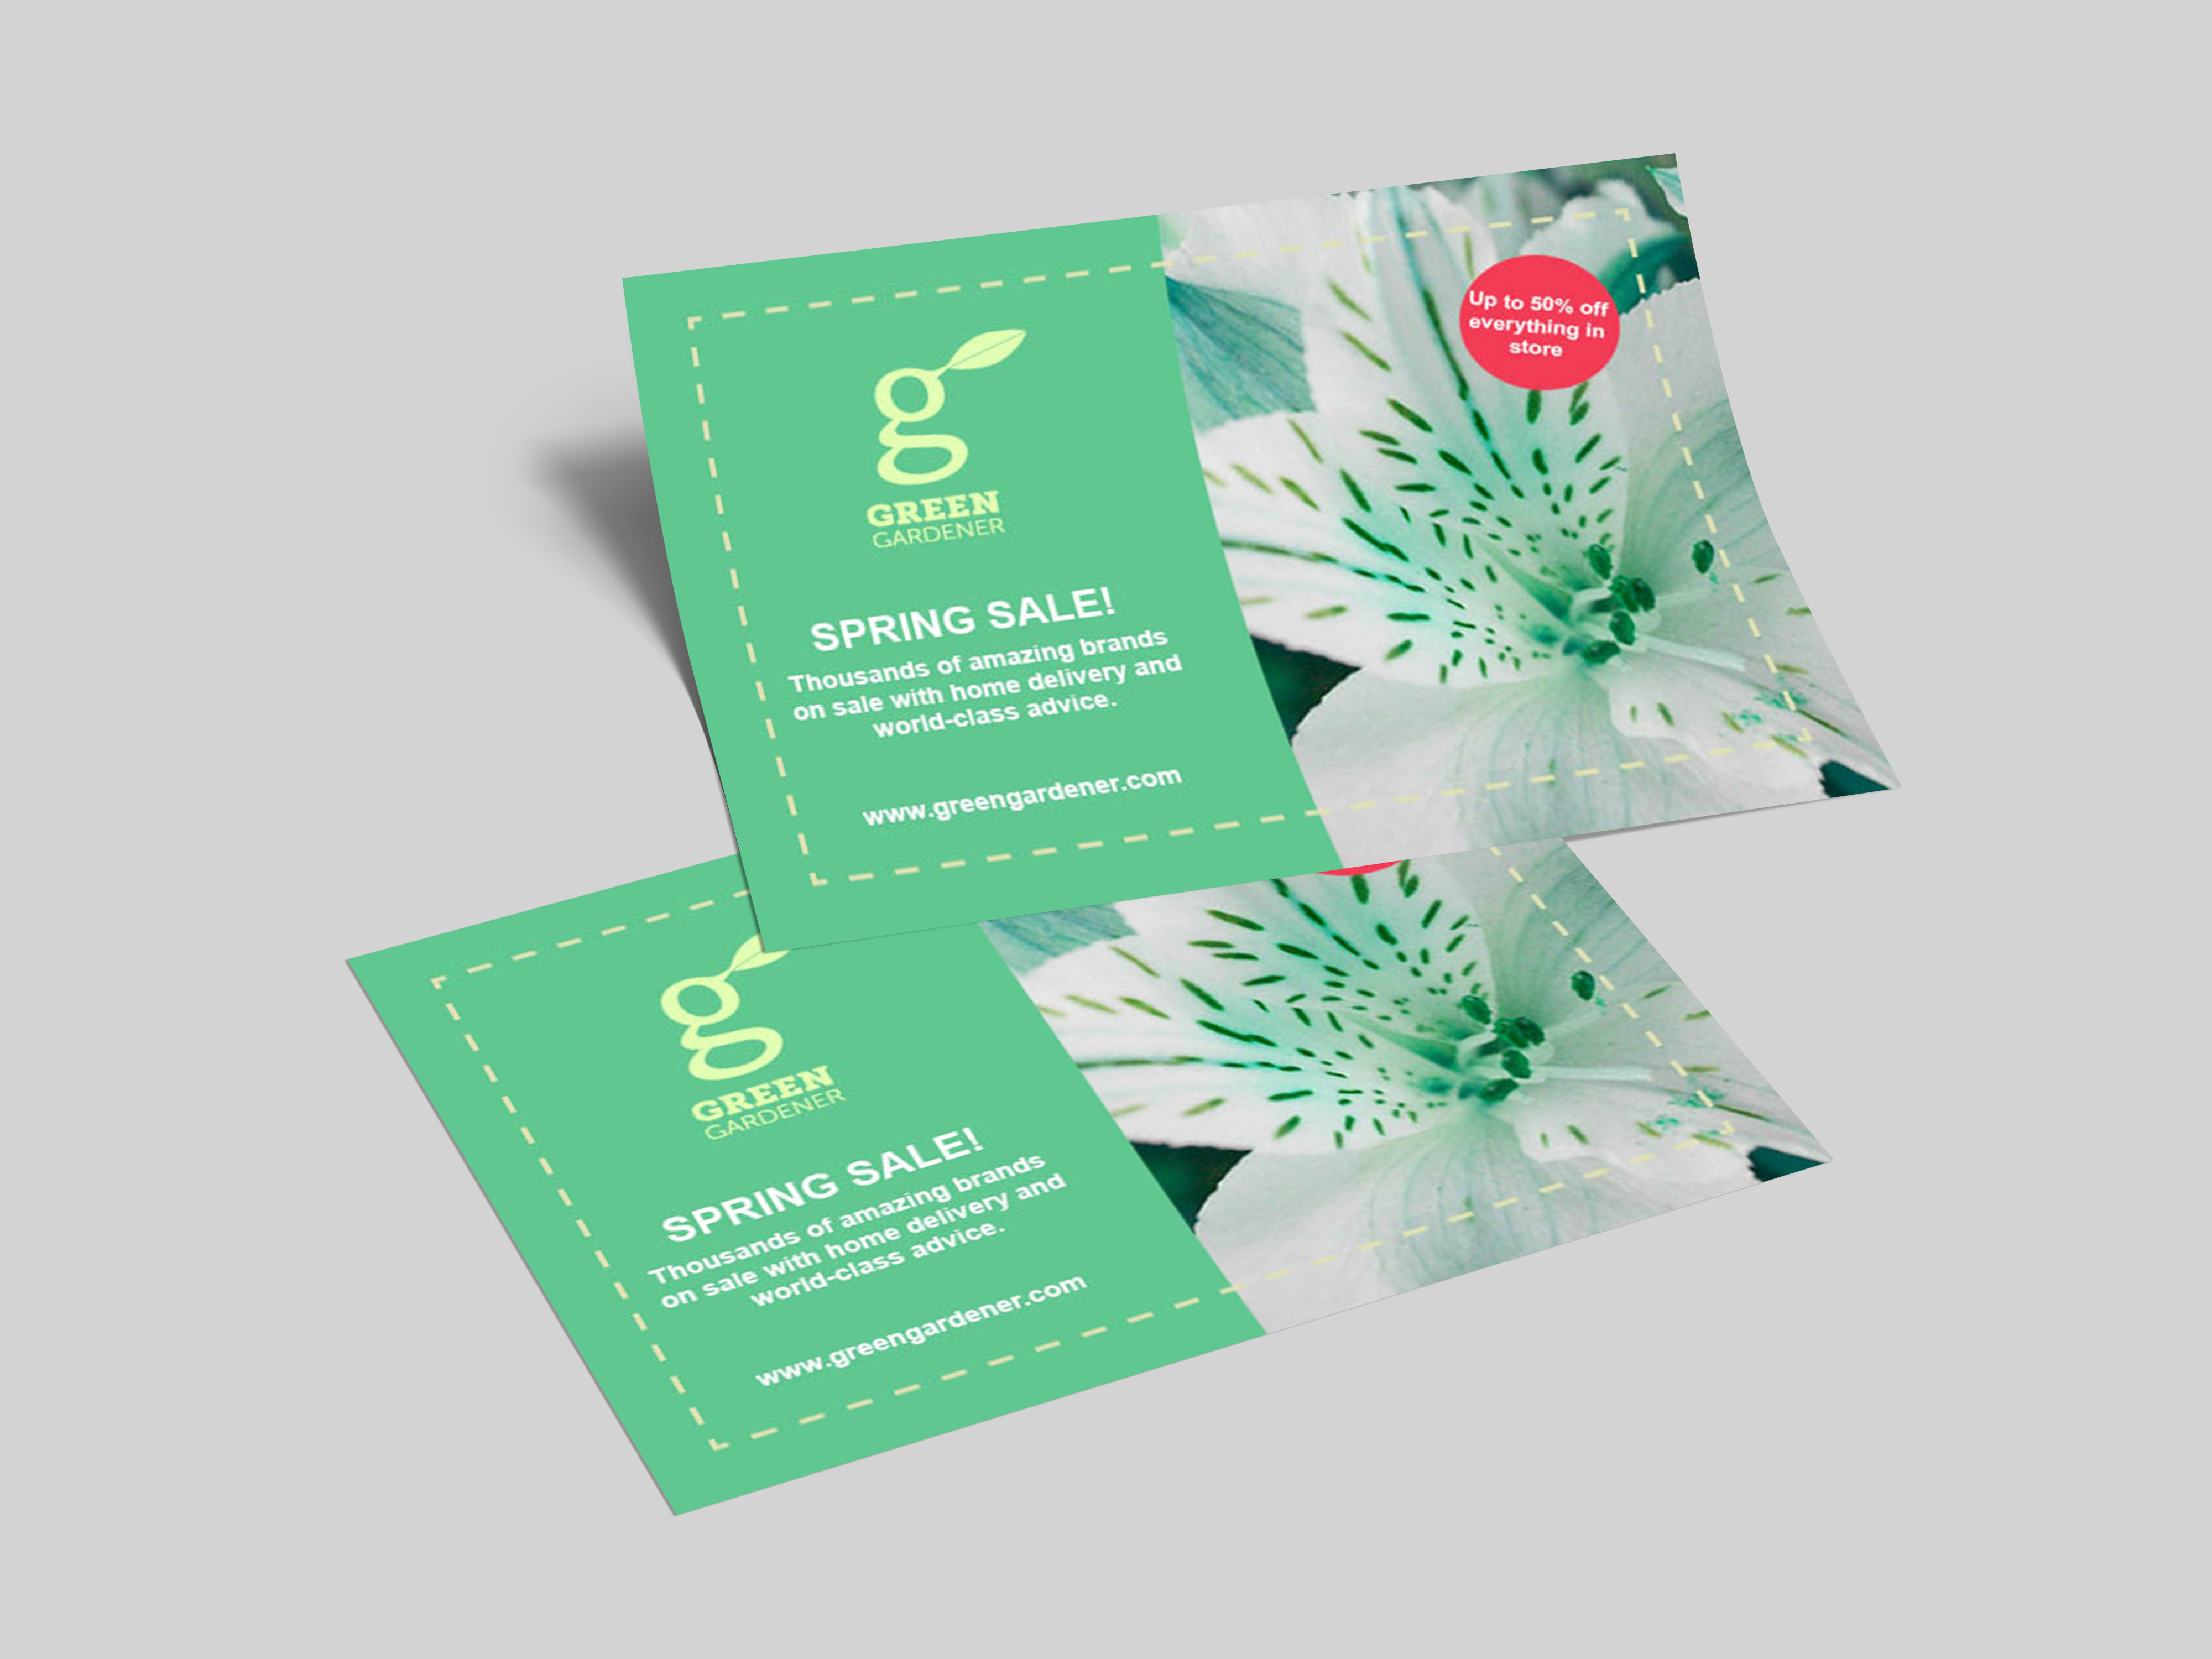 g
GREEN
GARDENER
SPRING SALE!
Thousands of amazing brands
on sale with home delivery and
world-class advice.
www.greengardener.com
Up to 50% off
everything in
store
g
GREEN
GARDENER
SPRING SALE!
Thousands of amazing brands
on sale with home delivery and
world-class advice.
www.greengardener.com